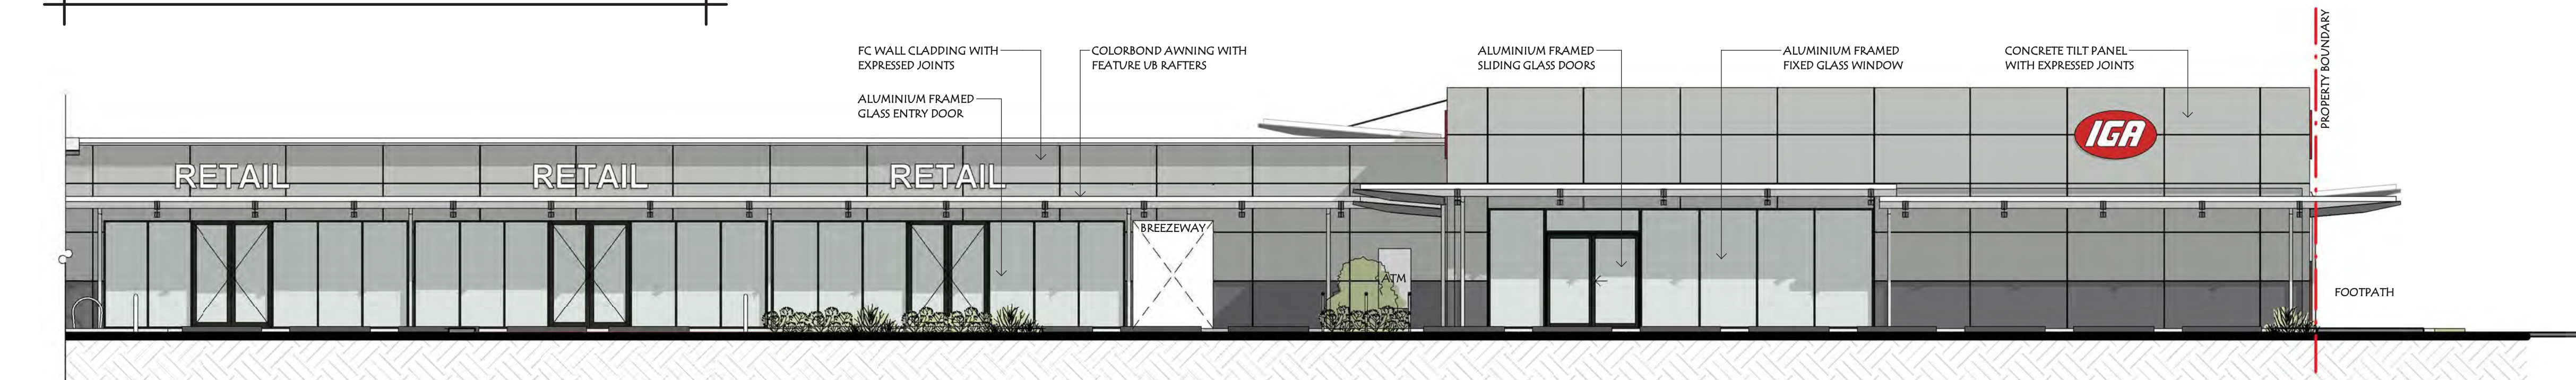 FC WALL CLADDING WITH
EXPRESSED JOINTS
COLORBOND AWNING WITH
FEATURE UB RAFTERS
ALUMINIUM FRAMED
GLASS ENTRY DOOR
ALUMINIUM FRAMED
SLIDING GLASS DOORS
ALUMINIUM FRAMED
FIXED GLASS WINDOW
CONCRETE TILT PANEL
WITH EXPRESSED JOINTS
PROPERTY BOUNDARY
IGA
RETAIL
RETAIL
RETAIL
BREEZEWAY
ATM
FOOTPATH